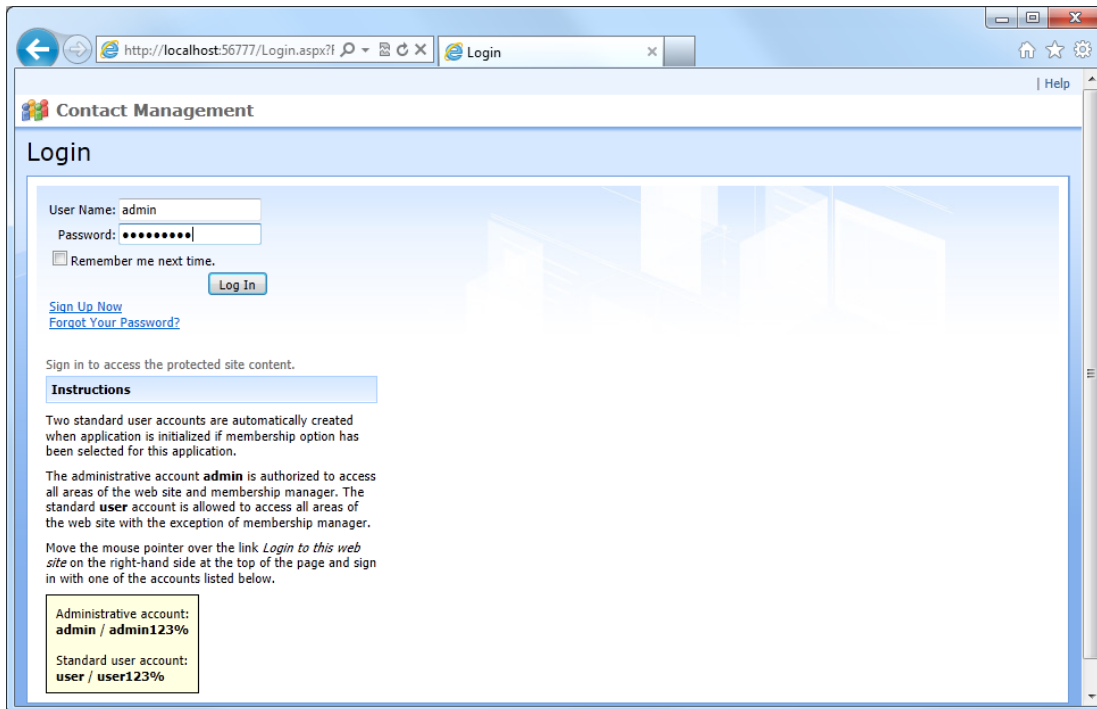 http://localhost:56777/Login.aspx?
Login
| Help
Contact Management
Login
User Name: admin
Password: •••••••••
Remember me next time.
Log In
Sign Up Now
Forgot Your Password?
Sign in to access the protected site content.
Instructions
Two standard user accounts are automatically created
when application is initialized if membership option has
been selected for this application.
The administrative account admin is authorized to access
all areas of the web site and membership manager. The
standard user account is allowed to access all areas of
the web site with the exception of membership manager.
Move the mouse pointer over the link Login to this web
site on the right-hand side at the top of the page and sign
in with one of the accounts listed below.
Administrative account:
admin / admin123%
Standard user account:
user / user123%